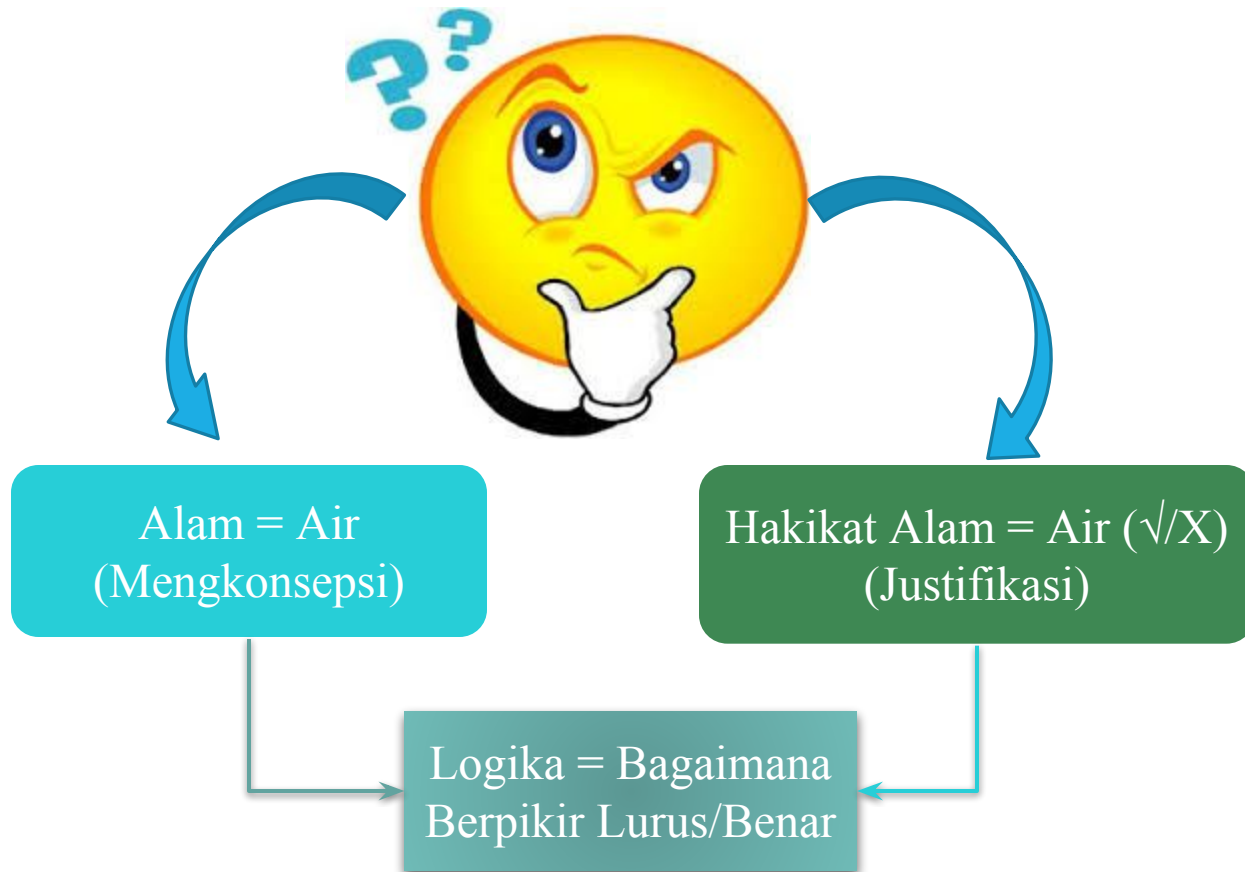 ??
Alam = Air
(Mengkonsepsi)
Hakikat Alam = Air (√/X)
(Justifikasi)
Logika = Bagaimana
Berpikir Lurus/Benar